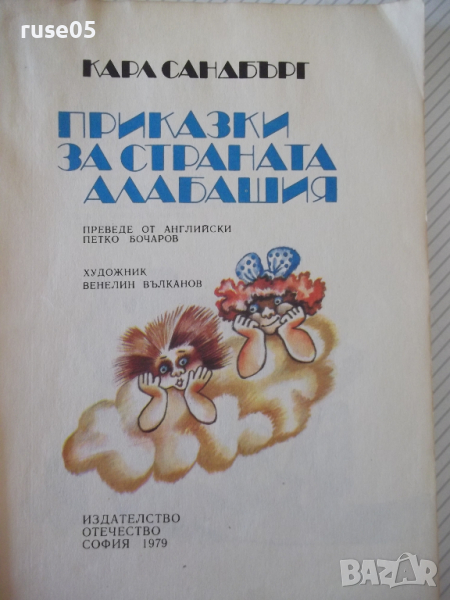 ruse05
КАРЛ САНДБЪРГ
ПРИКАЗКИ
ЗА СТРАНАТА
АЛАБАШИЯ
ПРЕВЕДЕ ОТ АНГЛИЙСКИ
ПЕТКО БОЧАРОВ
ХУДОЖНИК
ВЕНЕЛИН ВЪЛКАНОВ
ИЗДАТЕЛСТВО
ОТЕЧЕСТВО
СОФИЯ 1979
BAZAR